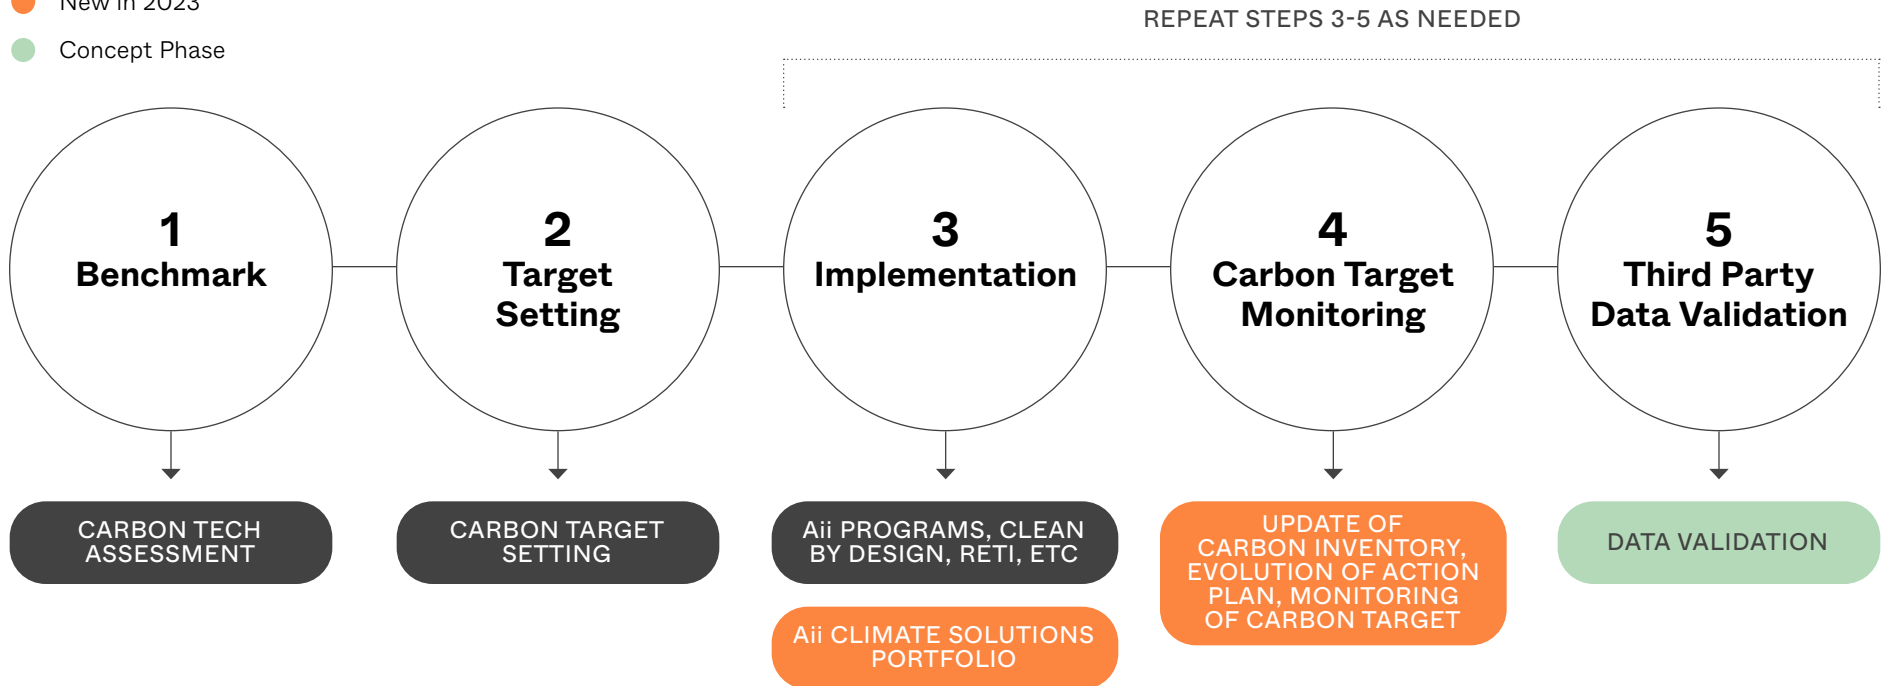 New in 2023
Concept Phase
REPEAT STEPS 3-5 AS NEEDED
1
Benchmark
2
Target
Setting
3
Implementation
4
Carbon Target
Monitoring
5
Third Party
Data Validation
CARBON TECH
ASSESSMENT
CARBON TARGET
SETTING
Aii PROGRAMS, CLEAN
BY DESIGN, RETI, ETC
Aii CLIMATE SOLUTIONS
PORTFOLIO
UPDATE OF
CARBON INVENTORY,
EVOLUTION OF ACTION
PLAN, MONITORING
OF CARBON TARGET
DATA VALIDATION